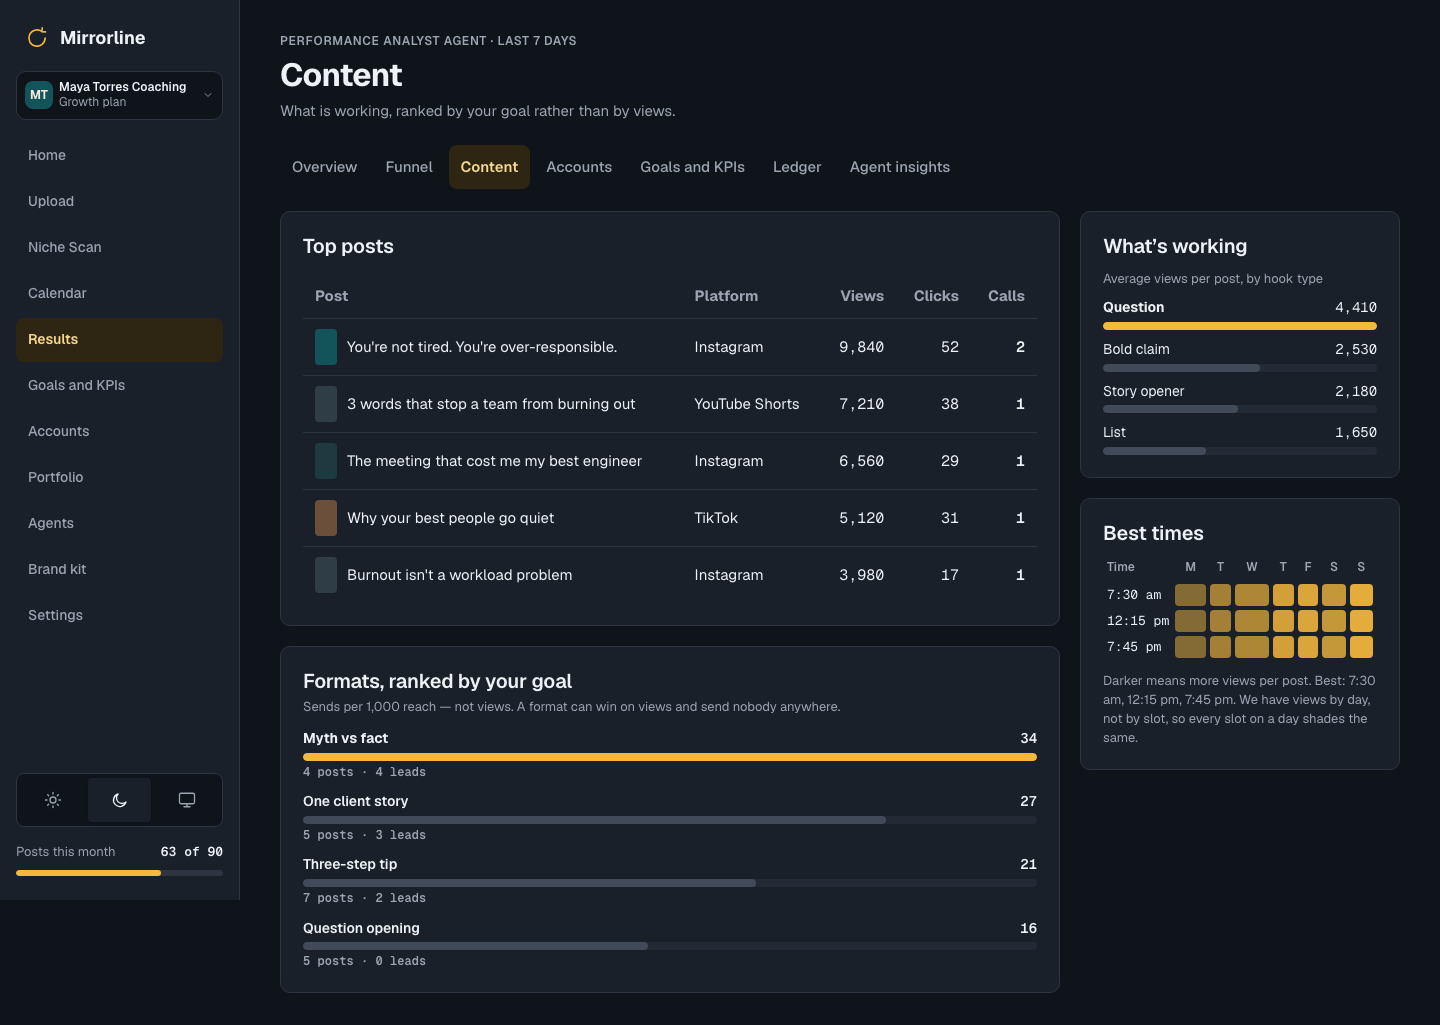 Mirrorline
MT
Maya Torres Coaching
Growth plan
Home
Upload
Niche Scan
Calendar
Results
Goals and KPIs
Accounts
Portfolio
Agents
Brand kit
Settings
Posts this month 63 of 90
PERFORMANCE ANALYST AGENT · LAST 7 DAYS
Content
What is working, ranked by your goal rather than by views.
Overview Funnel Content Accounts Goals and KPIs Ledger Agent insights
Top posts
Post Platform Views Clicks Calls
You're not tired. You're over-responsible. Instagram 9,840 52 2
3 words that stop a team from burning out YouTube Shorts 7,210 38 1
The meeting that cost me my best engineer Instagram 6,560 29 1
Why your best people go quiet TikTok 5,120 31 1
Burnout isn't a workload problem Instagram 3,980 17 1
Formats, ranked by your goal
Sends per 1,000 reach — not views. A format can win on views and send nobody anywhere.
Myth vs fact 34
4 posts · 4 leads
One client story 27
5 posts · 3 leads
Three-step tip 21
7 posts · 2 leads
Question opening 16
5 posts · 0 leads
What's working
Average views per post, by hook type
Question 4,410
Bold claim 2,530
Story opener 2,180
List 1,650
Best times
Time M T W T F S S
7:30 am
12:15 pm
7:45 pm
Darker means more views per post. Best: 7:30
am, 12:15 pm, 7:45 pm. We have views by day,
not by slot, so every slot on a day shades the
same.